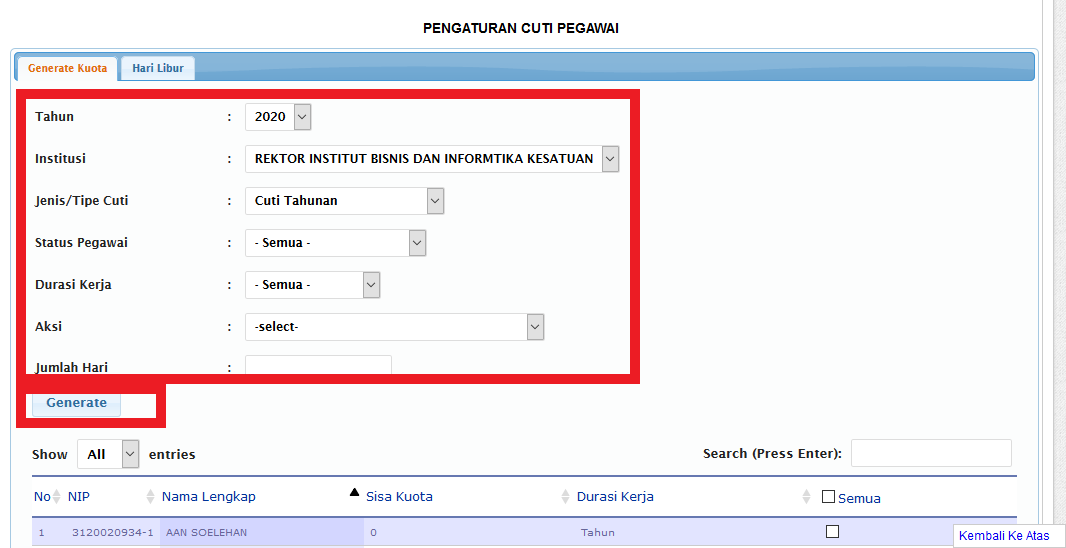 PENGATURAN CUTI PEGAWAI
Generate Kuota Hari Libur
Tahun : 2020
Institusi : REKTOR INSTITUT BISNIS DAN INFORMTIKA KESATUAN
Jenis/Tipe Cuti : Cuti Tahunan
Status Pegawai : - Semua -
Durasi Kerja : - Semua -
Aksi : -select-
Jumlah Hari :
Generate
Show All entries Search (Press Enter):
No NIP Nama Lengkap Sisa Kuota Durasi Kerja Semua
1 3120020934-1 AAN SOELEHAN 0 Tahun
Kembali Ke Atas